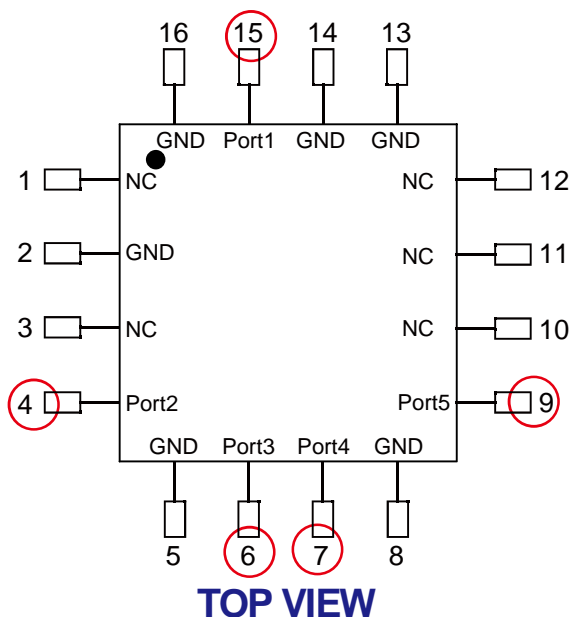 16 15 14 13
GND Port1 GND GND
1 NC NC 12
2 GND NC 11
3 NC NC 10
4 Port2 Port5 9
GND Port3 Port4 GND
5 6 7 8
TOP VIEW